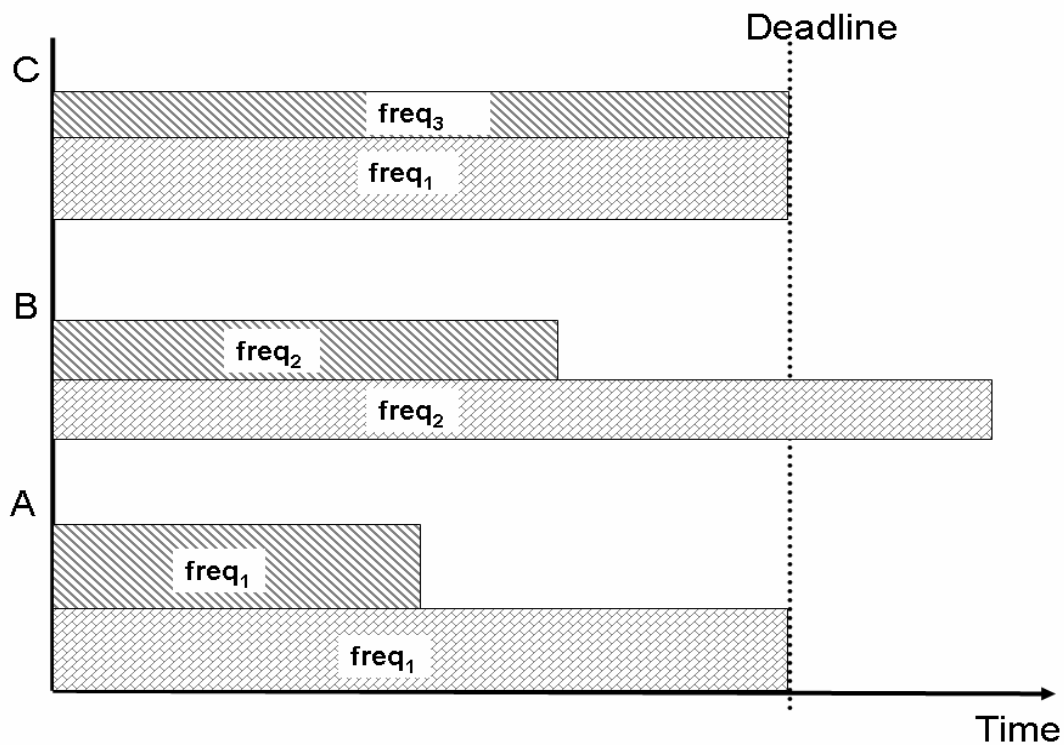 Deadline
C
freq₃
freq₁
B
freq₂
freq₂
A
freq₁
freq₁
Time